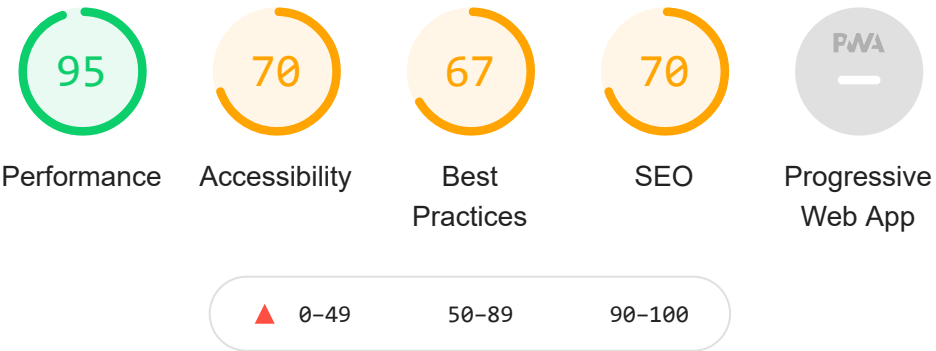 95 70 67 70 PWA
Performance Accessibility Best SEO Progressive
Practices Web App
0–49 50–89 90–100